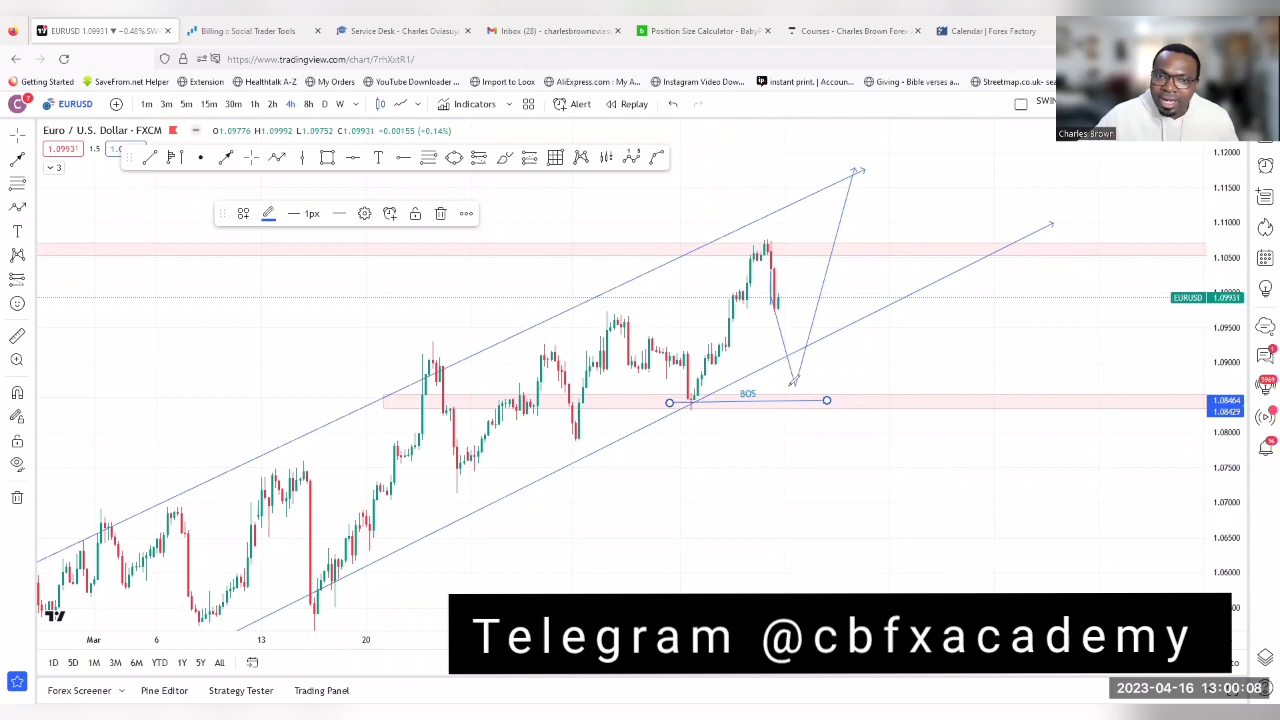 EURUSD 1.09931 ▼ −0.48% SW
Billing :: Social Trader Tools
Service Desk - Charles Oviasuyi
Inbox (28) - charlesbrownovias
Position Size Calculator - BabyP
Courses - Charles Brown Forex A
Calendar | Forex Factory
https://www.tradingview.com/chart/7rhXxtR1/
Getting Started
SaveFrom.net Helper
Extension
Healthtalk A-Z
My Orders
YouTube Downloader ...
Import to Loox
AliExpress.com : My A...
Instagram Video Dow...
instant print. | Accoun...
Giving - Bible verses a...
Streetmap.co.uk- sea
C 7 EURUSD 1m 3m 5m 15m 30m 1h 2h 4h 8h D W M Indicators Alert Replay SWIN
Charles Brown
Euro / U.S. Dollar · FXCM O1.09776 H1.09992 L1.09752 C1.09931 +0.00155 (+0.14%)
1.09931 1.5
3
1px
1.12000
1.11500
1.11000
1.10500
EURUSD 1.09931
1.09500
1.09000
BOS
1.08464
1.08429
1.08000
1.07500
1.07000
1.06500
1.06000
Mar 6 13 20
Telegram @cbfxacademy
1D 5D 1M 3M 6M YTD 1Y 5Y All
Forex Screener Pine Editor Strategy Tester Trading Panel
2023-04-16 13:00:08